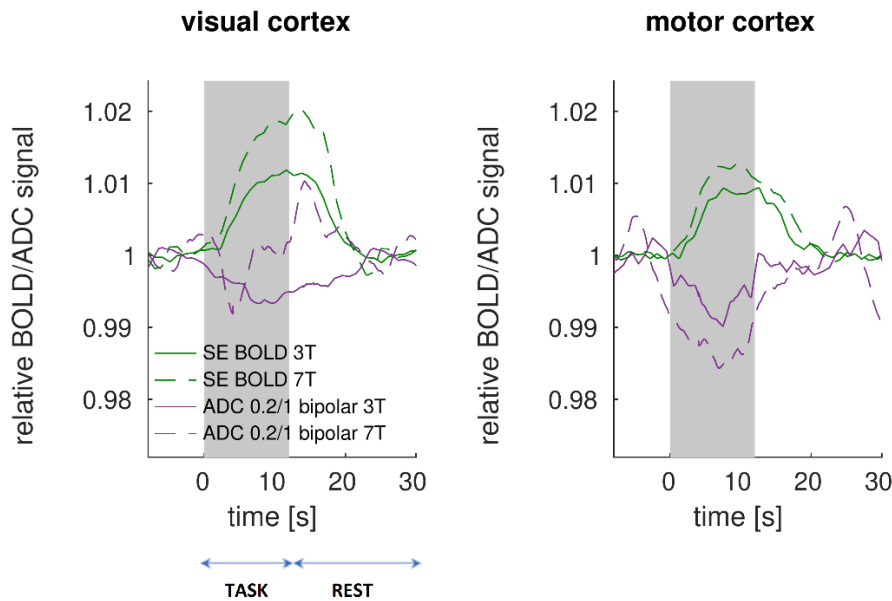 visual cortex
relative BOLD/ADC signal
1.02
1.01
1
0.99
0.98
SE BOLD 3T
SE BOLD 7T
ADC 0.2/1 bipolar 3T
ADC 0.2/1 bipolar 7T
0
10
20
30
time [s]
TASK
REST
motor cortex
relative BOLD/ADC signal
1.02
1.01
1
0.99
0.98
0
10
20
30
time [s]